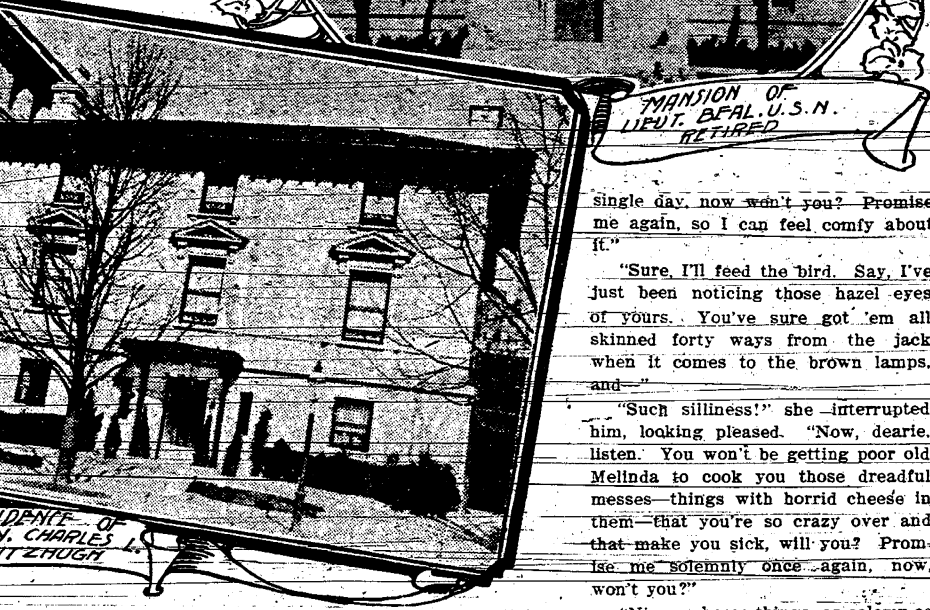 MANSION OF
LIEUT. BEAL. U.S.N.
RETIRED
single day, now won't you? Promise
me again, so I can feel comfy about
it."
"Sure, I'll feed the bird. Say, I've
just been noticing those hazel eyes
of yours. You've sure got 'em all
skinned forty ways from the jack
when it comes to the brown lamps,
and—"
"Such silliness!" she interrupted
him, looking pleased. "Now, dearie,
listen. You won't be getting poor old
Melinda to cook you those dreadful
messes—things with horrid cheese in
them—that you're so crazy over and
that make you sick, will you? Prom-
ise me solemnly once again, now,
won't you?"
OF
CHARLES L.